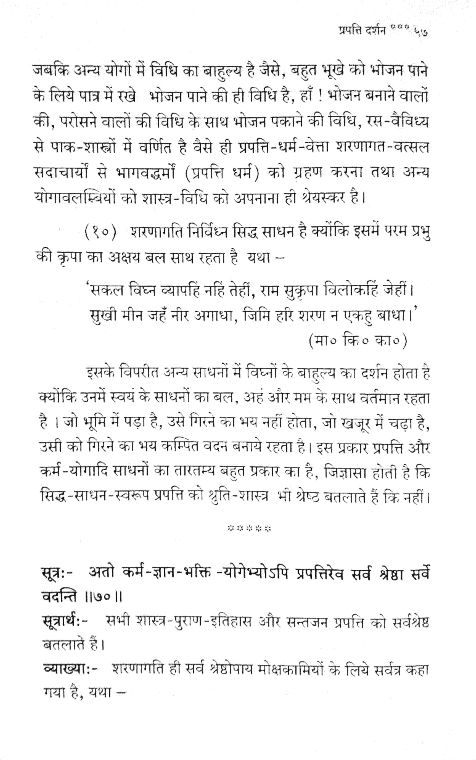 प्रपत्ति दर्शन *** ५७
जबकि अन्य योगों में विधि का बाहुल्य है जैसे, बहुत भूखे को भोजन पाने
के लिये पात्र में रखे भोजन पाने की ही विधि है, हाँ ! भोजन बनाने वालों
की, परोसने वालों की विधि के साथ भोजन पकाने की विधि, रस-वैविध्य
से पाक-शास्त्रों में वर्णित है वैसे ही प्रपत्ति-धर्म-वेत्ता शरणागत-वत्सल
सदाचार्यों से भागवद्धर्मों (प्रपत्ति धर्म) को ग्रहण करना तथा अन्य
योगावलम्वियों को शास्त्र-विधि को अपनाना ही श्रेयस्कर है।
(१०) शरणागति निर्विघ्न सिद्ध साधन है क्योंकि इसमें परम प्रभु
की कृपा का अक्षय बल साथ रहता है यथा –
‘सकल विघ्न व्यापहिं नहिं तेहीं, राम सुकृपा विलोकहिं जेहीं।
सुखी मीन जहँ नीर अगाधा, जिमि हरि शरण न एकहु बाधा।’
(मा० कि० का०)
इसके विपरीत अन्य साधनों में विघ्नों के बाहुल्य का दर्शन होता है
क्योंकि उनमें स्वयं के साधनों का बल, अहं और मम के साथ वर्तमान रहता
है । जो भूमि में पड़ा है, उसे गिरने का भय नहीं होता, जो खजूर में चढ़ा है,
उसी को गिरने का भय कम्पित वदन बनाये रहता है। इस प्रकार प्रपत्ति और
कर्म-योगादि साधनों का तारतम्य बहुत प्रकार का है, जिज्ञासा होती है कि
सिद्ध-साधन-स्वरूप प्रपत्ति को श्रुति-शास्त्र भी श्रेष्ठ बतलाते हैं कि नहीं।
*****
सूत्र:- अतो कर्म-ज्ञान-भक्ति -योगेभ्योऽपि प्रपत्तिरेव सर्व श्रेष्ठा सर्वे
वदन्ति ॥७०॥
सूत्रार्थ:- सभी शास्त्र-पुराण-इतिहास और सन्तजन प्रपत्ति को सर्वश्रेष्ठ
बतलाते हैं।
व्याख्या:- शरणागति ही सर्व श्रेष्ठोपाय मोक्षकामियों के लिये सर्वत्र कहा
गया है, यथा –